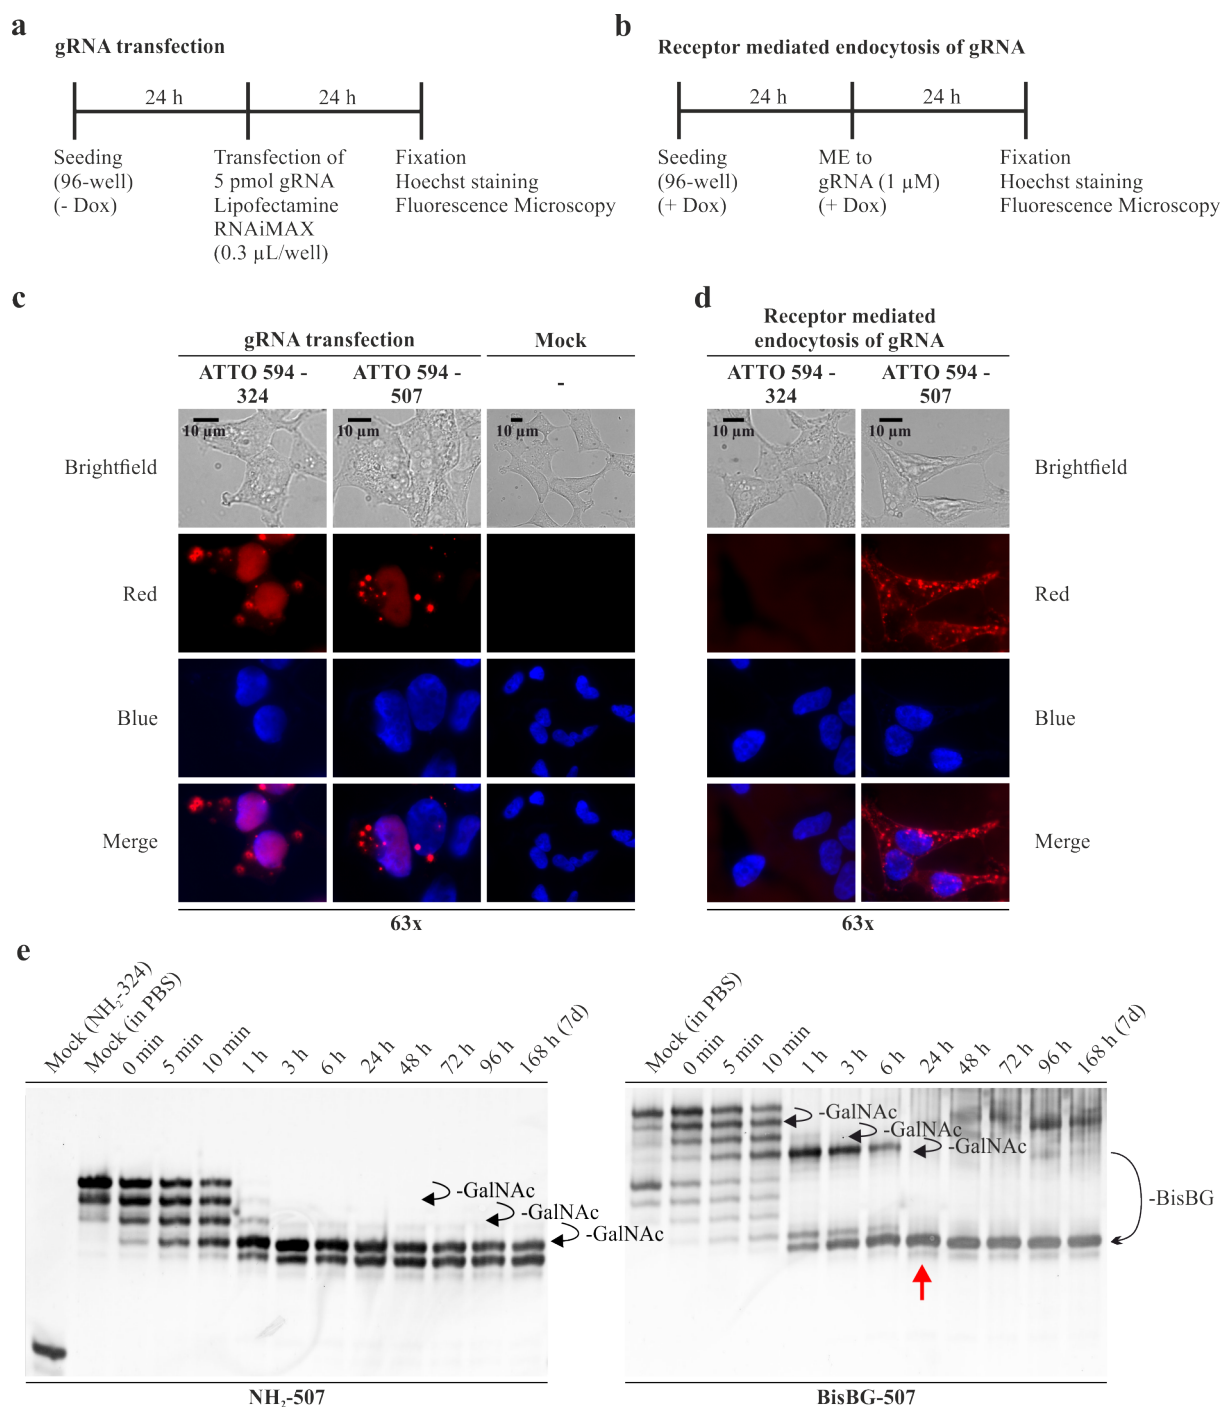 a
gRNA transfection
24 h
24 h
Seeding
(96-well)
(- Dox)
Transfection of
5 pmol gRNA
Lipofectamine
RNAiMAX
(0.3 µL/well)
Fixation
Hoechst staining
Fluorescence Microscopy
b
Receptor mediated endocytosis of gRNA
24 h
24 h
Seeding
(96-well)
(+ Dox)
ME to
gRNA (1 µM)
(+ Dox)
Fixation
Hoechst staining
Fluorescence Microscopy
c
gRNA transfection
Mock
ATTO 594 -
324
ATTO 594 -
507
-
10 µm
10 µm
10 µm
Brightfield
Red
Blue
Merge
63x
d
Receptor mediated
endocytosis of gRNA
ATTO 594 -
324
ATTO 594 -
507
10 µm
10 µm
Brightfield
Red
Blue
Merge
63x
e
Mock (NH₂-324)
Mock (in PBS)
0 min
5 min
10 min
1 h
3 h
6 h
24 h
48 h
72 h
96 h
168 h (7d)
-GalNAc
-GalNAc
-GalNAc
NH₂-507
Mock (in PBS)
0 min
5 min
10 min
1 h
3 h
6 h
24 h
48 h
72 h
96 h
168 h (7d)
-GalNAc
-GalNAc
-GalNAc
-BisBG
BisBG-507